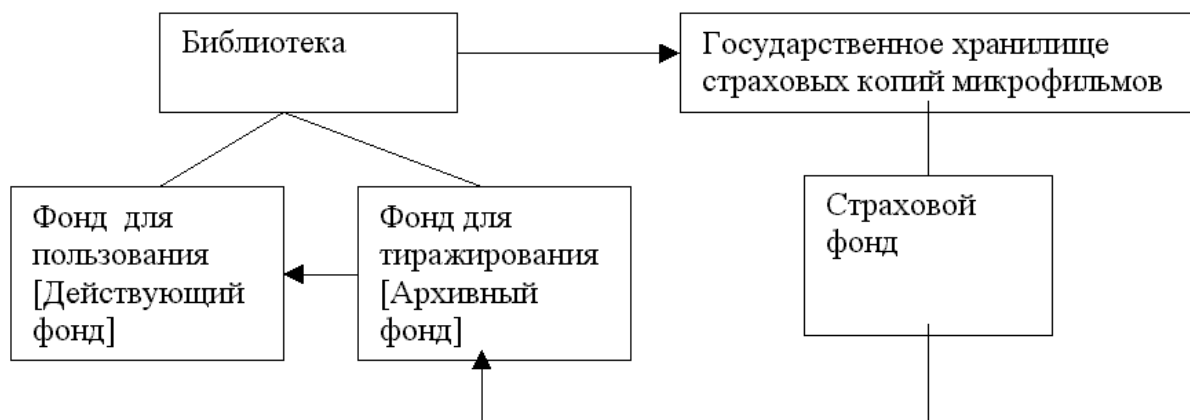 Библиотека
Государственное хранилище
страховых копий микрофильмов
Фонд для
пользования
[Действующий
фонд]
Фонд для
тиражирования
[Архивный
фонд]
Страховой
фонд